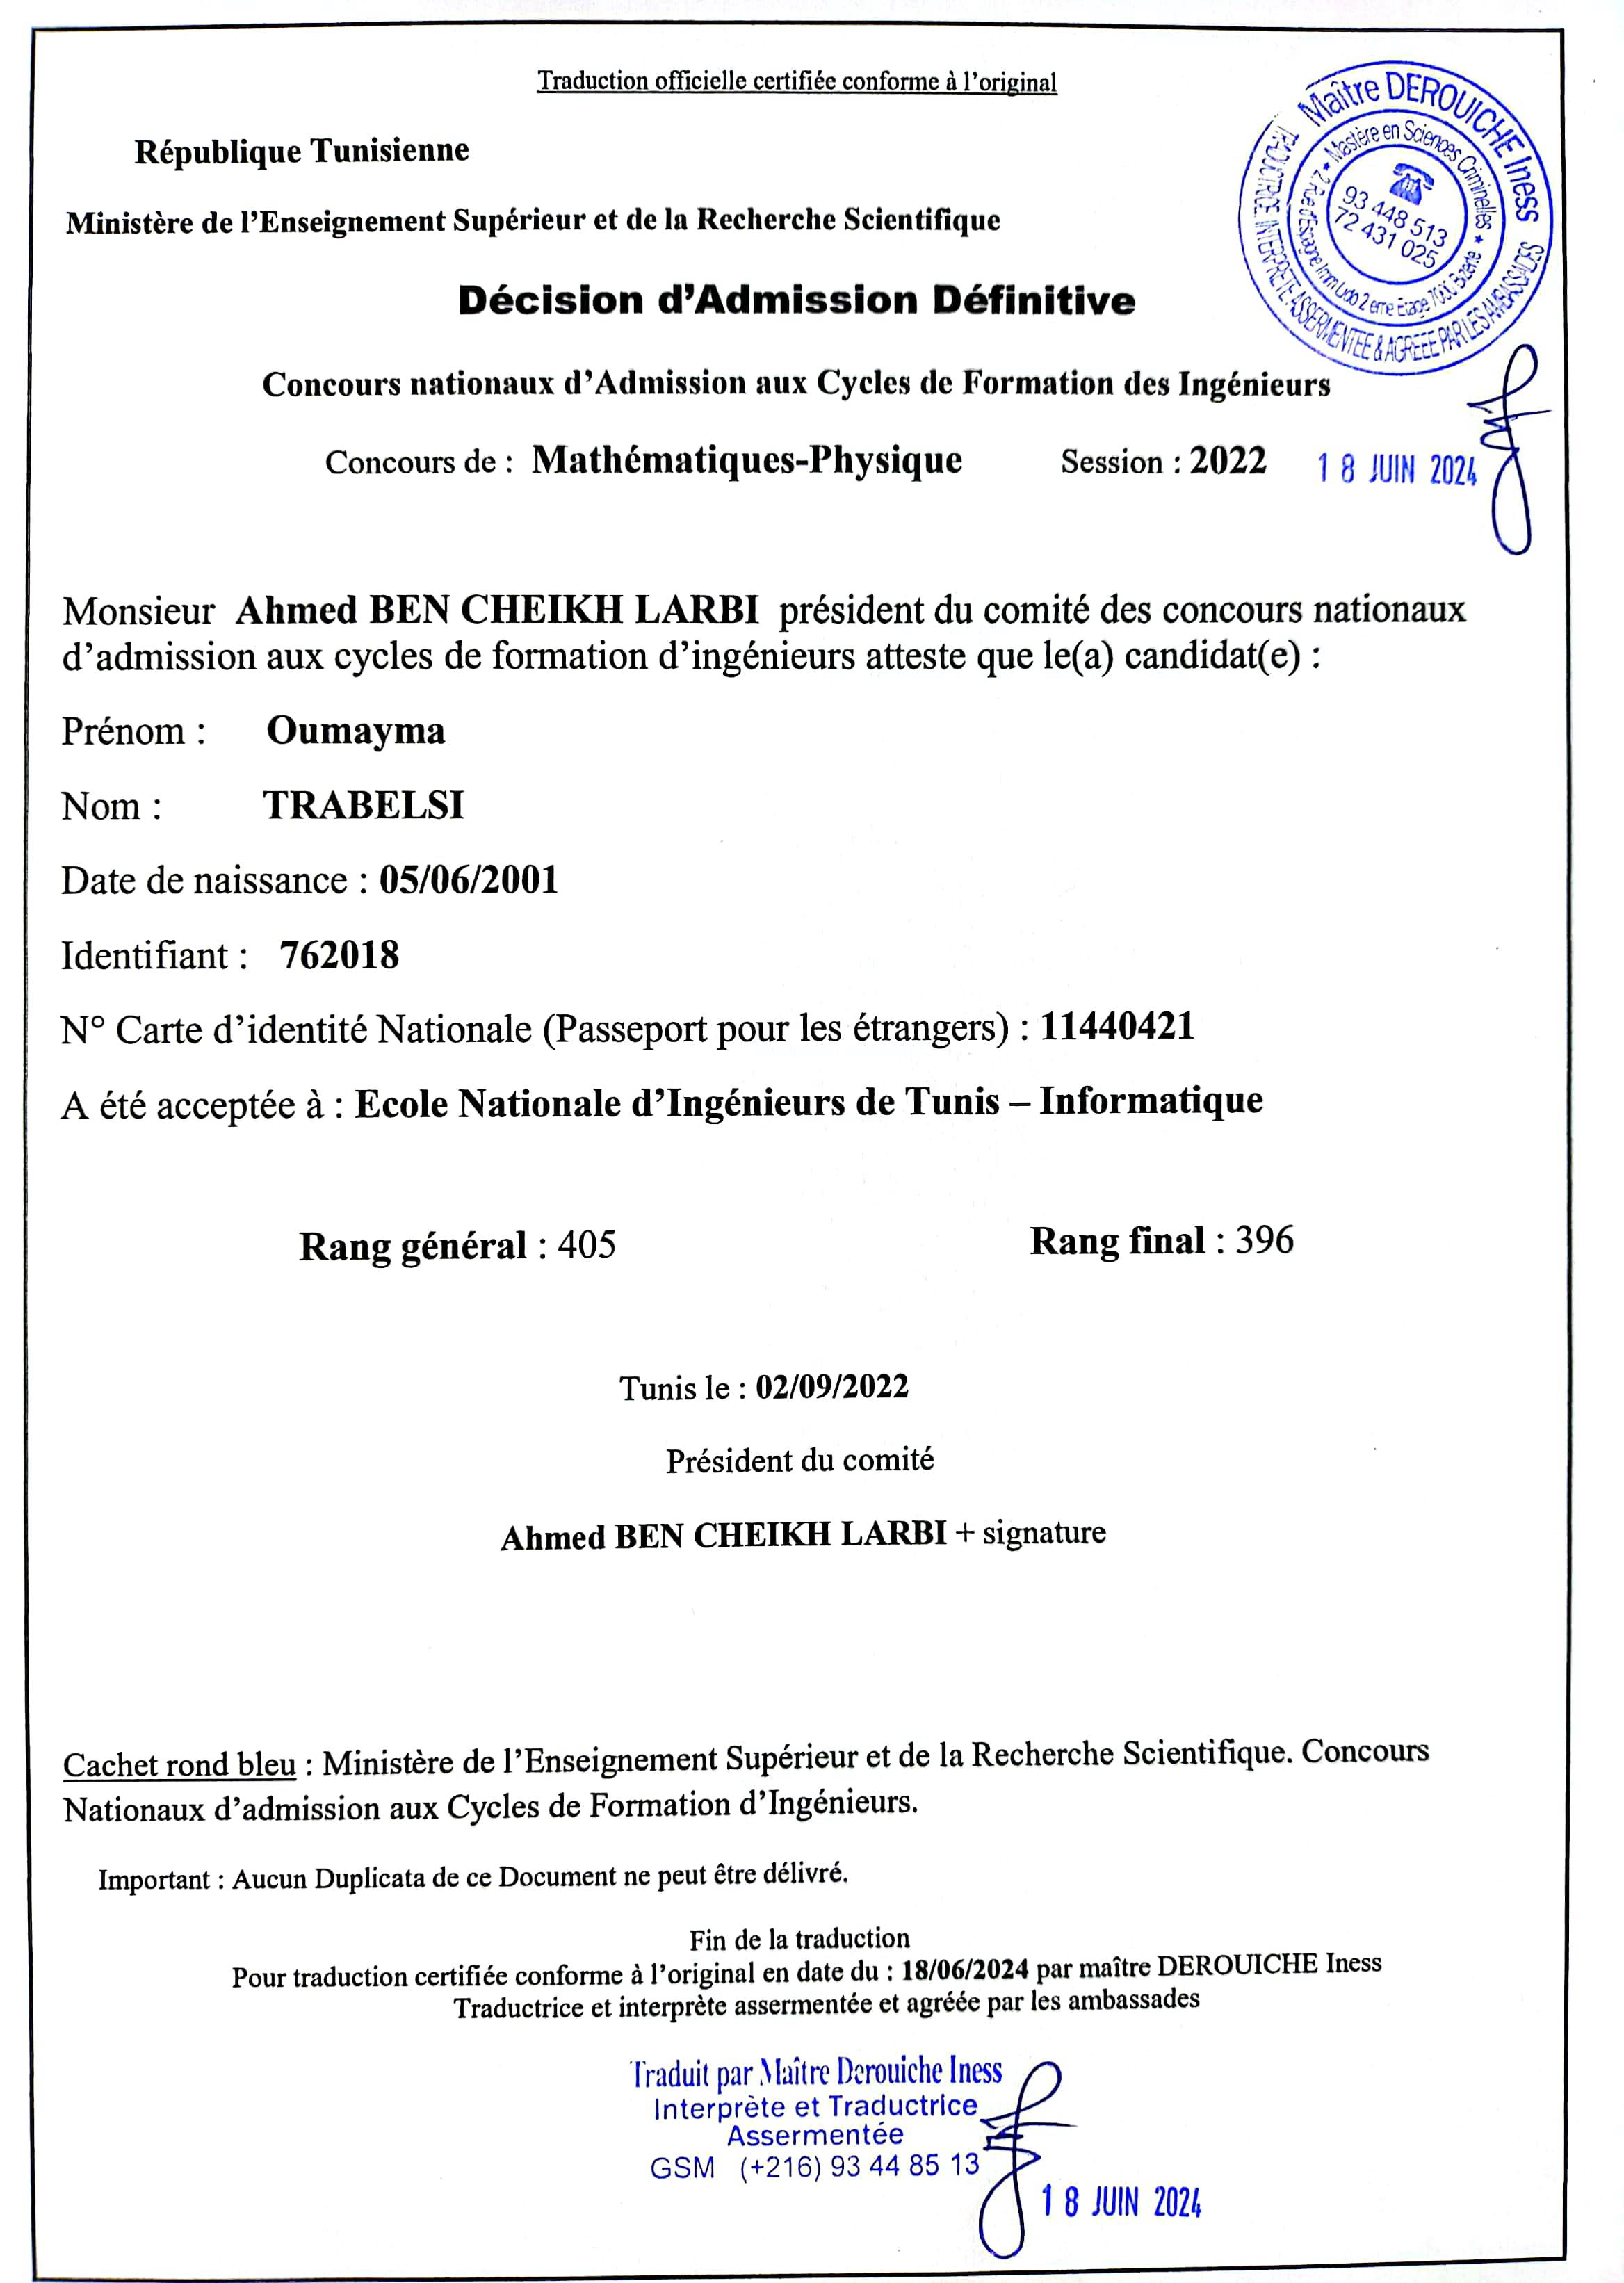 Traduction officielle certifiée conforme à l'original
République Tunisienne
Ministère de l'Enseignement Supérieur et de la Recherche Scientifique
Décision d'Admission Définitive
Concours nationaux d'Admission aux Cycles de Formation des Ingénieurs
Concours de : Mathématiques-Physique Session : 2022
18 JUIN 2024
Maître DEROUICHE Iness
TRADUCTRICE INTERPRETE ASSERMENTEE & AGREEE PAR LES AMBASSADES
Mastère en Sciences Criminelles
2, Rue d'Espagne Imm Lido 2 eme Etage 7000 Bizerte
93 448 513
72 431 025
Monsieur Ahmed BEN CHEIKH LARBI président du comité des concours nationaux
d'admission aux cycles de formation d'ingénieurs atteste que le(a) candidat(e) :
Prénom : Oumayma
Nom : TRABELSI
Date de naissance : 05/06/2001
Identifiant : 762018
N° Carte d'identité Nationale (Passeport pour les étrangers) : 11440421
A été acceptée à : Ecole Nationale d'Ingénieurs de Tunis – Informatique
Rang général : 405 Rang final : 396
Tunis le : 02/09/2022
Président du comité
Ahmed BEN CHEIKH LARBI + signature
Cachet rond bleu : Ministère de l'Enseignement Supérieur et de la Recherche Scientifique. Concours
Nationaux d'admission aux Cycles de Formation d'Ingénieurs.
Important : Aucun Duplicata de ce Document ne peut être délivré.
Fin de la traduction
Pour traduction certifiée conforme à l'original en date du : 18/06/2024 par maître DEROUICHE Iness
Traductrice et interprète assermentée et agréée par les ambassades
Traduit par Maître Derouiche Iness
Interprète et Traductrice
Assermentée
GSM (+216) 93 44 85 13
18 JUIN 2024